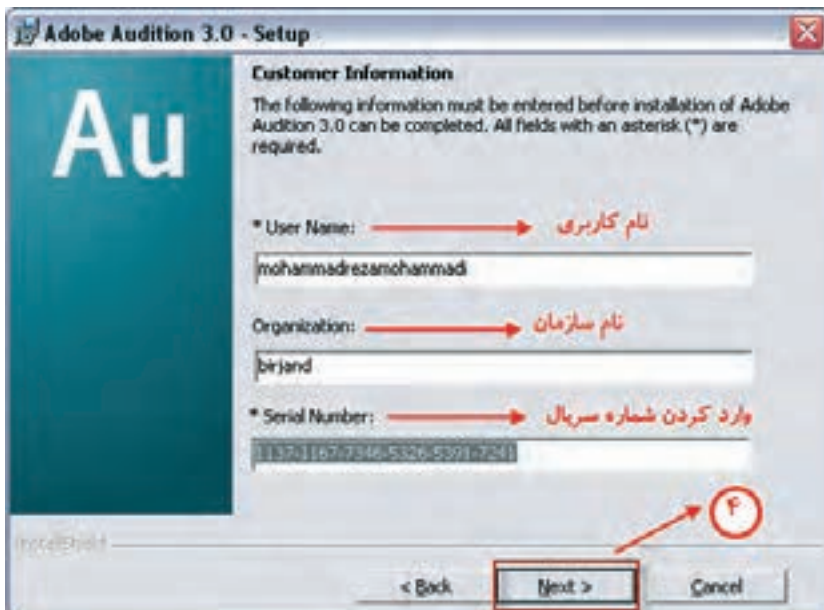 Adobe Audition 3.0 - Setup
Au
Customer Information
The following information must be entered before installation of Adobe
Audition 3.0 can be completed. All fields with an asterisk (*) are
required.
* User Name: نام کاربری
mohammadrezamohammadi
Organization: نام سازمان
birjand
* Serial Number: وارد کردن شماره سریال
۴
InstallShield
< Back Next > Cancel